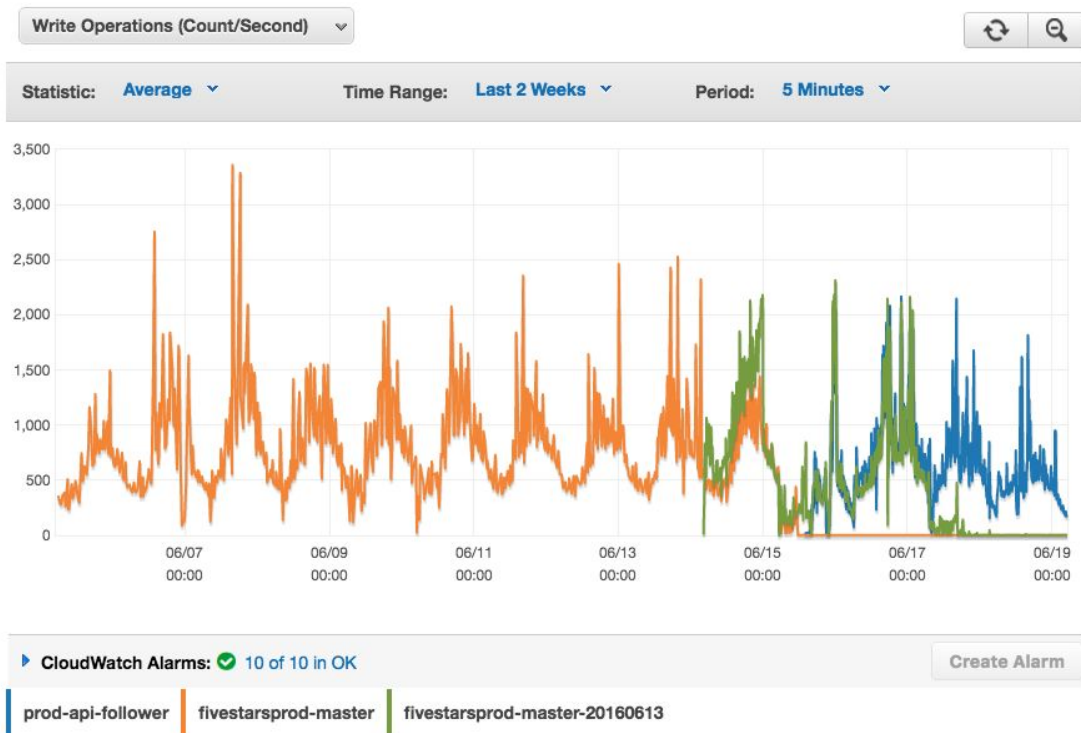 Write Operations (Count/Second)
Statistic: Average Time Range: Last 2 Weeks Period: 5 Minutes
3,500
3,000
2,500
2,000
1,500
1,000
500
0
06/07 06/09 06/11 06/13 06/15 06/17 06/19
00:00 00:00 00:00 00:00 00:00 00:00 00:00
CloudWatch Alarms: 10 of 10 in OK Create Alarm
prod-api-follower fivestarsprod-master fivestarsprod-master-20160613